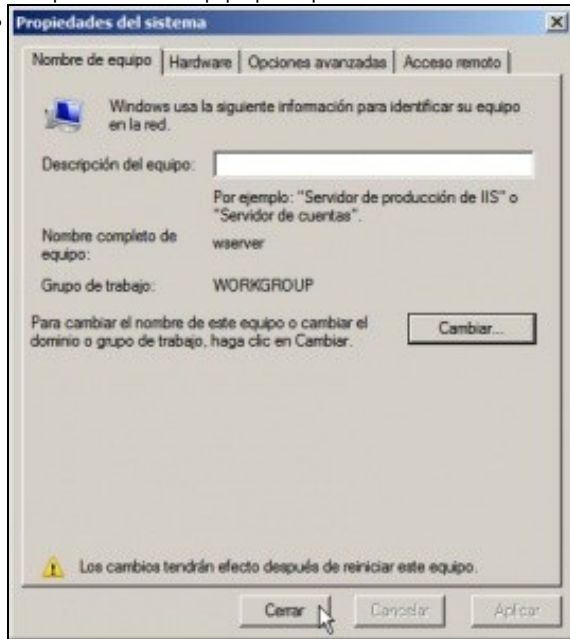 Propiedades del sistema
Nombre de equipo Hardware Opciones avanzadas Acceso remoto
Windows usa la siguiente información para identificar su equipo
en la red.
Descripción del equipo:
Por ejemplo: "Servidor de producción de IIS" o
"Servidor de cuentas".
Nombre completo de
equipo:
wserver
Grupo de trabajo:
WORKGROUP
Para cambiar el nombre de este equipo o cambiar el
dominio o grupo de trabajo, haga clic en Cambiar.
Cambiar...
Los cambios tendrán efecto después de reiniciar este equipo.
Cerrar Cancelar Aplicar